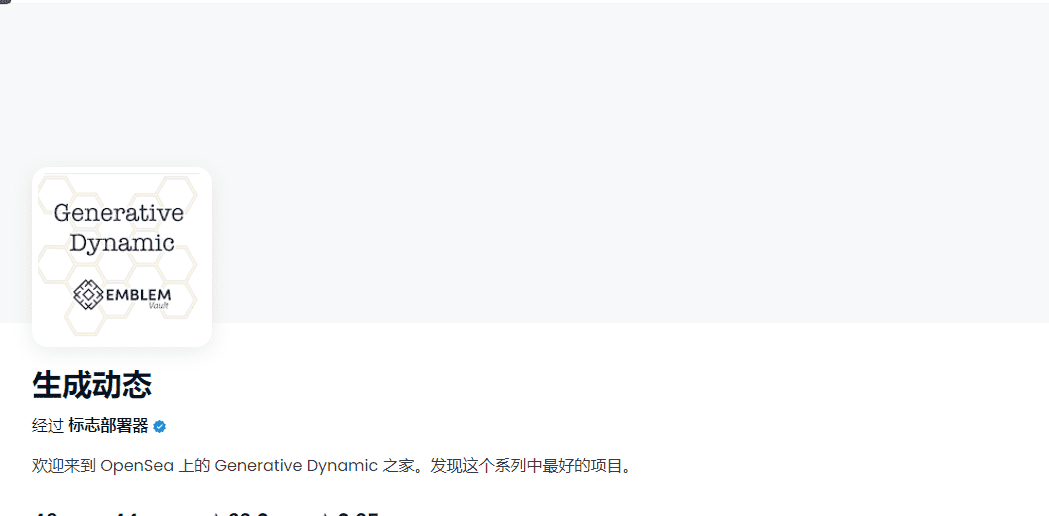 Generative
Dynamic
EMBLEM
Vault
生成动态
经过 标志部署器
欢迎来到 OpenSea 上的 Generative Dynamic 之家。发现这个系列中最好的项目。